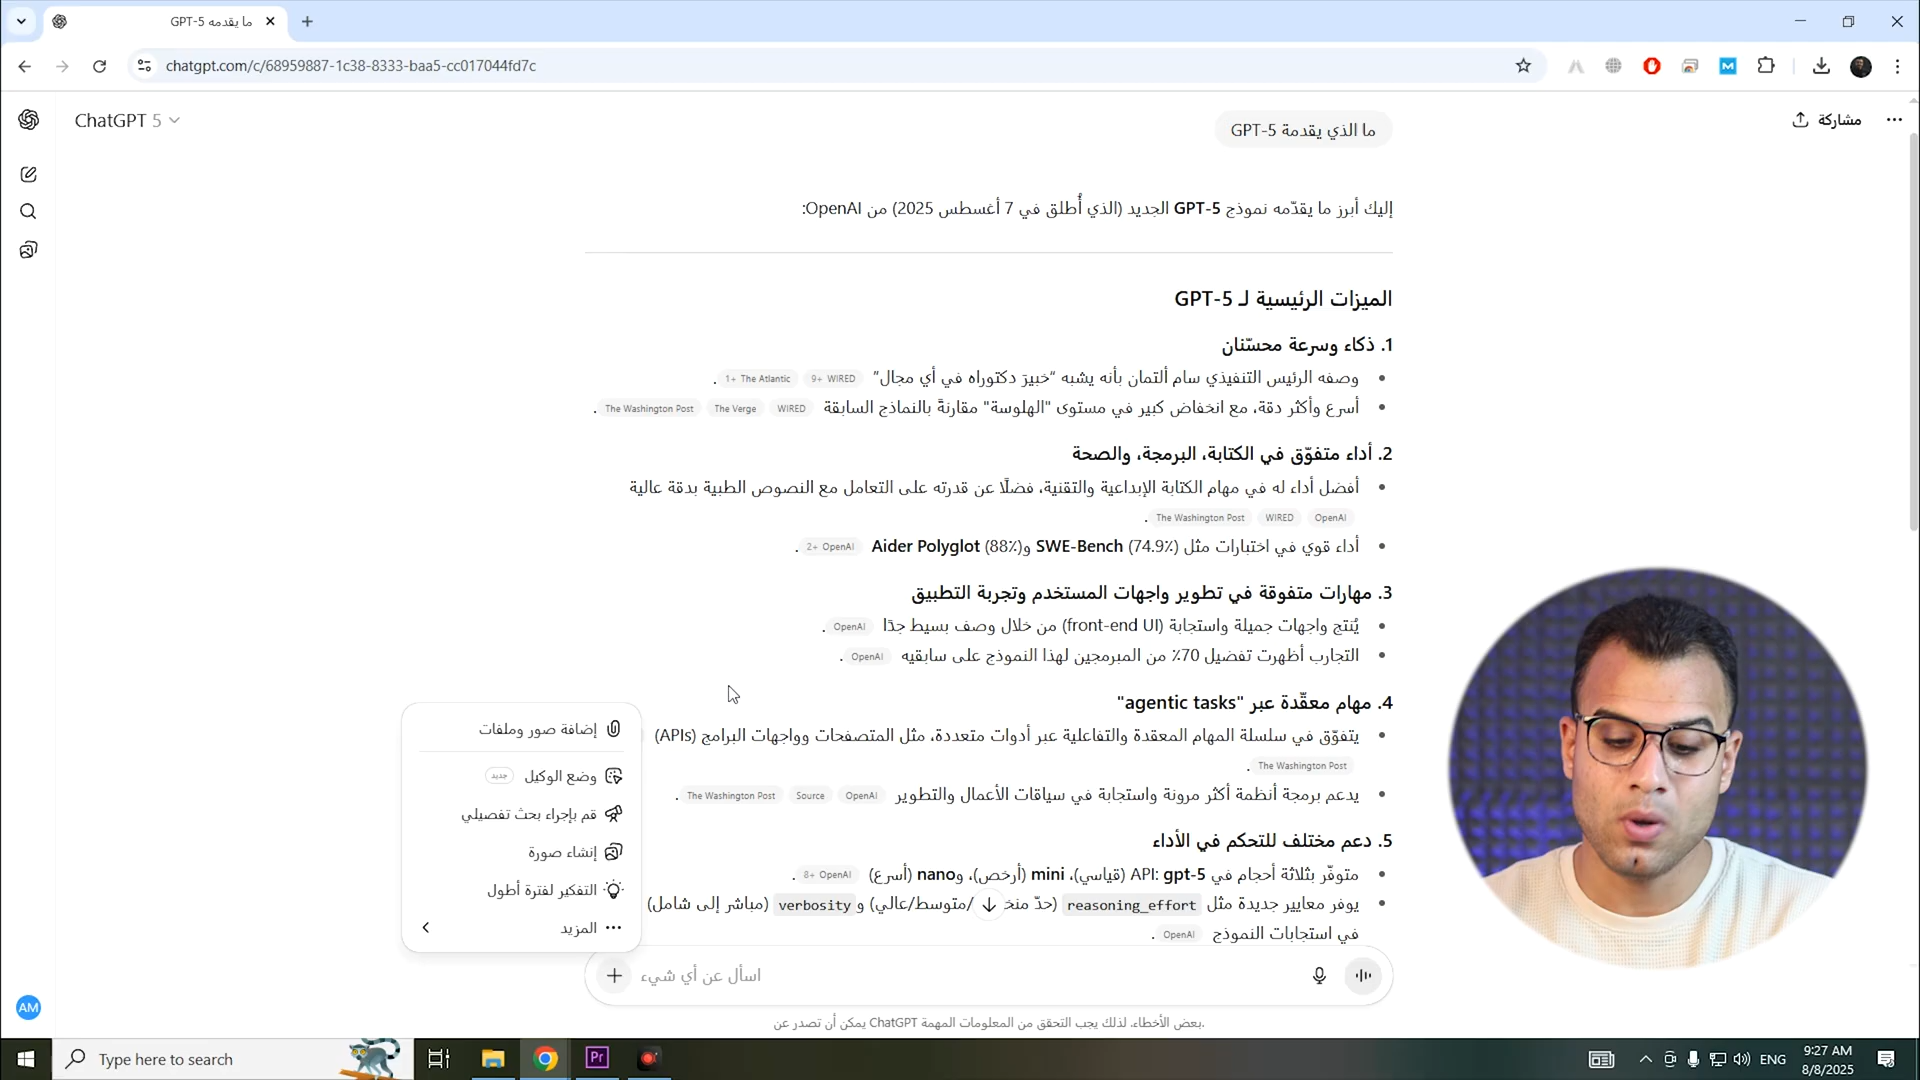 ما يقدمه GPT-5
chatgpt.com/c/68959887-1c38-8333-baa5-cc017044fd7c
ChatGPT 5
مشاركة
ما الذي يقدمة GPT-5
إليك أبرز ما يقدّمه نموذج GPT-5 الجديد (الذي أُطلق في 7 أغسطس 2025) من OpenAI:
الميزات الرئيسية لـ GPT-5
1. ذكاء وسرعة محسّنان
وصفه الرئيس التنفيذي سام ألتمان بأنه يشبه "خبيرَ دكتوراه في أي مجال" WIRED +9 The Atlantic +1.
أسرع وأكثر دقة، مع انخفاض كبير في مستوى "الهلوسة" مقارنةً بالنماذج السابقة WIRED The Verge The Washington Post.
2. أداء متفوّق في الكتابة، البرمجة، والصحة
أفضل أداء له في مهام الكتابة الإبداعية والتقنية، فضلًا عن قدرته على التعامل مع النصوص الطبية بدقة عالية
OpenAI WIRED The Washington Post.
أداء قوي في اختبارات مثل SWE-Bench (74.9٪) وAider Polyglot (88٪) OpenAI +2.
3. مهارات متفوقة في تطوير واجهات المستخدم وتجربة التطبيق
يُنتج واجهات جميلة واستجابة (front-end UI) من خلال وصف بسيط جدًا OpenAI.
التجارب أظهرت تفضيل 70٪ من المبرمجين لهذا النموذج على سابقيه OpenAI.
4. مهام معقّدة عبر "agentic tasks"
يتفوّق في سلسلة المهام المعقدة والتفاعلية عبر أدوات متعددة، مثل المتصفحات وواجهات البرامج (APIs)
The Washington Post.
يدعم برمجة أنظمة أكثر مرونة واستجابة في سياقات الأعمال والتطوير OpenAI Source The Washington Post.
5. دعم مختلف للتحكم في الأداء
متوفّر بثلاثة أحجام في API: gpt-5 (قياسي)، mini (أرخص)، وnano (أسرع) OpenAI +8.
يوفر معايير جديدة مثل reasoning_effort (حدّ /متوسط/عالي) وverbosity (مباشر إلى شامل)
في استجابات النموذج OpenAI.
إضافة صور وملفات
وضع الوكيل جديد
قم بإجراء بحث تفصيلي
إنشاء صورة
التفكير لفترة أطول
المزيد
اسأل عن أي شيء
بعض الأخطاء. لذلك يجب التحقق من المعلومات المهمة ChatGPT يمكن أن تصدر عن.
AM
Type here to search
Pr
ENG
9:27 AM
8/8/2025